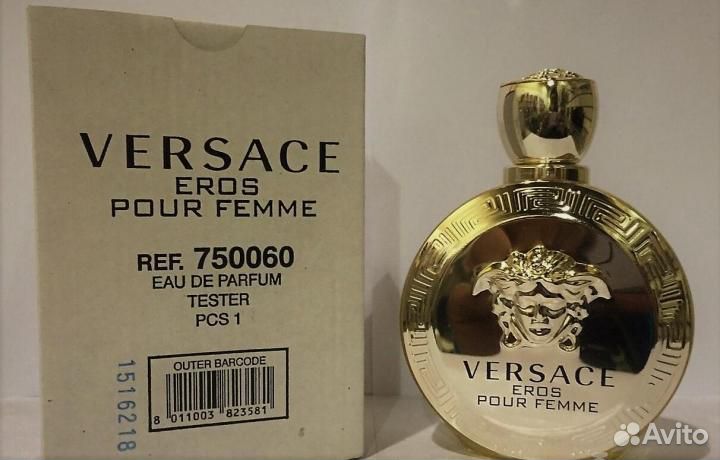 VERSACE
EROS
POUR FEMME
REF. 750060
EAU DE PARFUM
TESTER
PCS 1
OUTER BARCODE
8 011003 823581
1516218
VERSACE
EROS
POUR FEMME
Avito